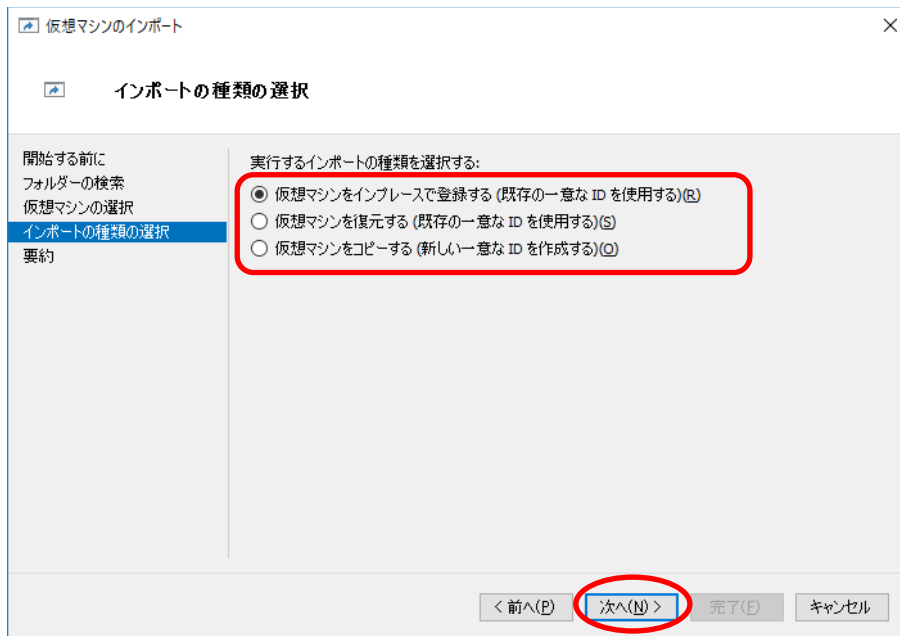 仮想マシンのインポート
インポートの種類の選択
開始する前に
フォルダーの検索
仮想マシンの選択
インポートの種類の選択
要約
実行するインポートの種類を選択する:
仮想マシンをインプレースで登録する (既存の一意な ID を使用する)(R)
仮想マシンを復元する (既存の一意な ID を使用する)(S)
仮想マシンをコピーする (新しい一意な ID を作成する)(O)
< 前へ(P) 次へ(N) > 完了(F) キャンセル